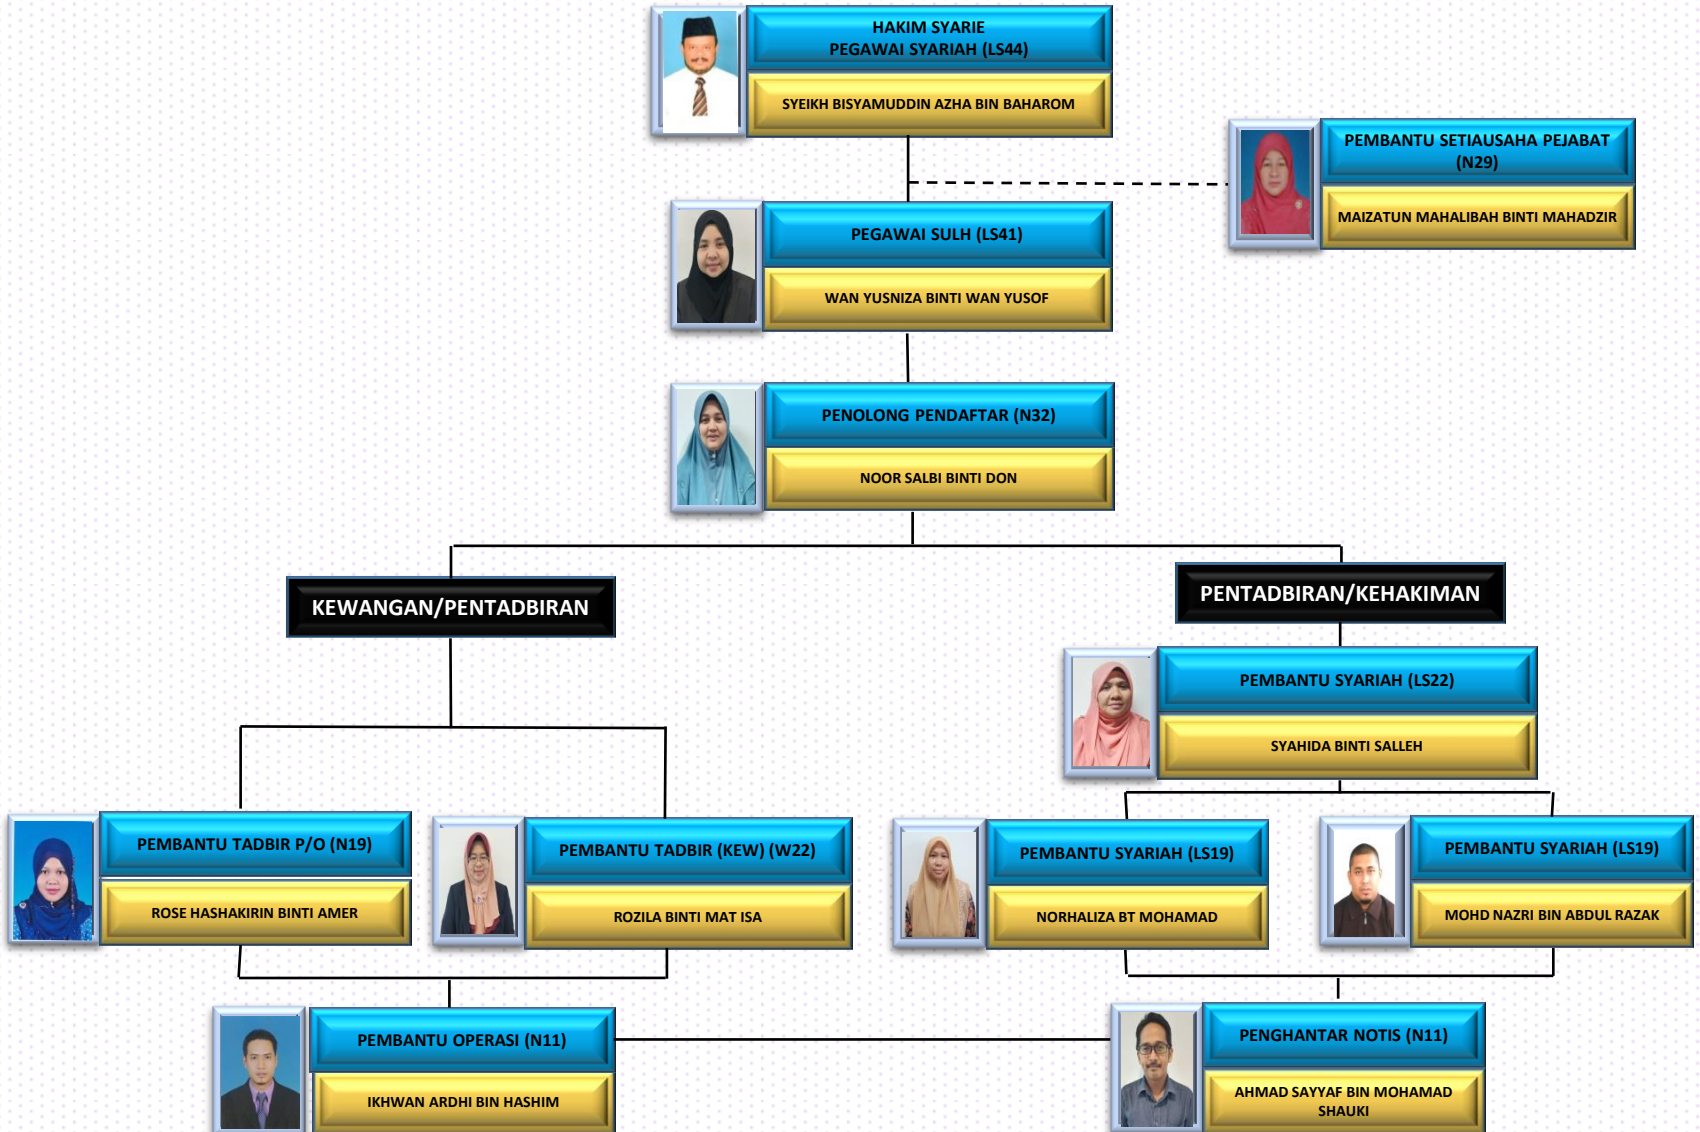 HAKIM SYARIE
PEGAWAI SYARIAH (LS44)
SYEIKH BISYAMUDDIN AZHA BIN BAHAROM
PEMBANTU SETIAUSAHA PEJABAT
(N29)
MAIZATUN MAHALIBAH BINTI MAHADZIR
PEGAWAI SULH (LS41)
WAN YUSNIZA BINTI WAN YUSOF
PENOLONG PENDAFTAR (N32)
NOOR SALBI BINTI DON
KEWANGAN/PENTADBIRAN
PENTADBIRAN/KEHAKIMAN
PEMBANTU SYARIAH (LS22)
SYAHIDA BINTI SALLEH
PEMBANTU TADBIR P/O (N19)
ROSE HASHAKIRIN BINTI AMER
PEMBANTU TADBIR (KEW) (W22)
ROZILA BINTI MAT ISA
PEMBANTU SYARIAH (LS19)
NORHALIZA BT MOHAMAD
PEMBANTU SYARIAH (LS19)
MOHD NAZRI BIN ABDUL RAZAK
PEMBANTU OPERASI (N11)
IKHWAN ARDHI BIN HASHIM
PENGHANTAR NOTIS (N11)
AHMAD SAYYAF BIN MOHAMAD
SHAUKI